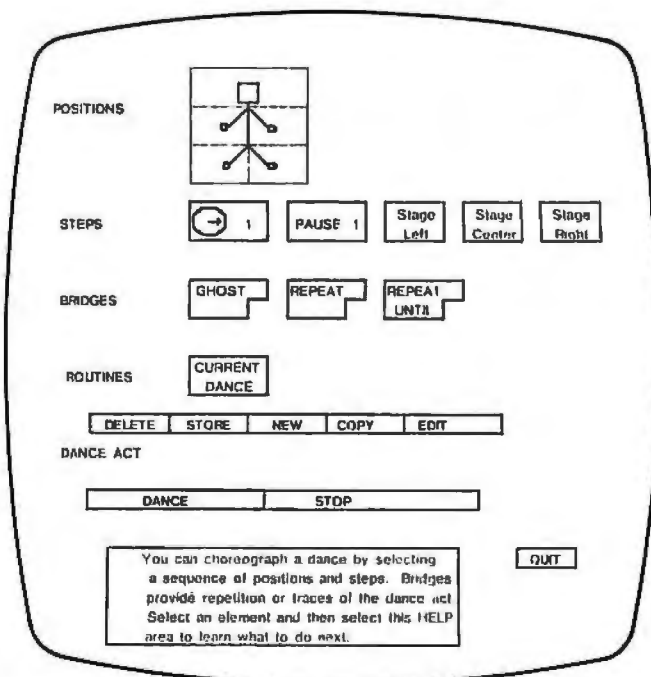 POSITIONS
STEPS
1
PAUSE 1
Stage
Left
Stage
Center
Stage
Right
BRIDGES
GHOST
REPEAT
REPEAT
UNTIL
ROUTINES
CURRENT
DANCE
DELETE STORE NEW COPY EDIT
DANCE ACT
DANCE STOP
You can choreograph a dance by selecting
a sequence of positions and steps. Bridges
provide repetition or traces of the dance act
Select an element and then select this HELP
area to learn what to do next.
QUIT